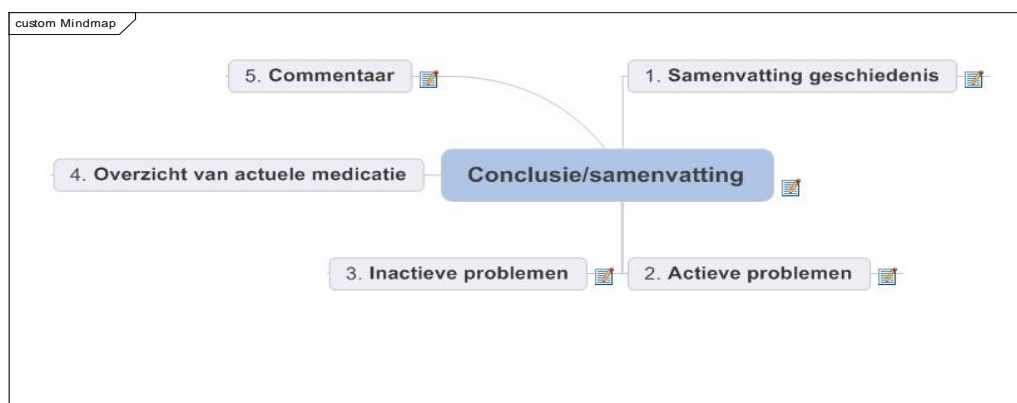 custom Mindmap
5. Commentaar
1. Samenvatting geschiedenis
4. Overzicht van actuele medicatie
Conclusie/samenvatting
3. Inactieve problemen
2. Actieve problemen